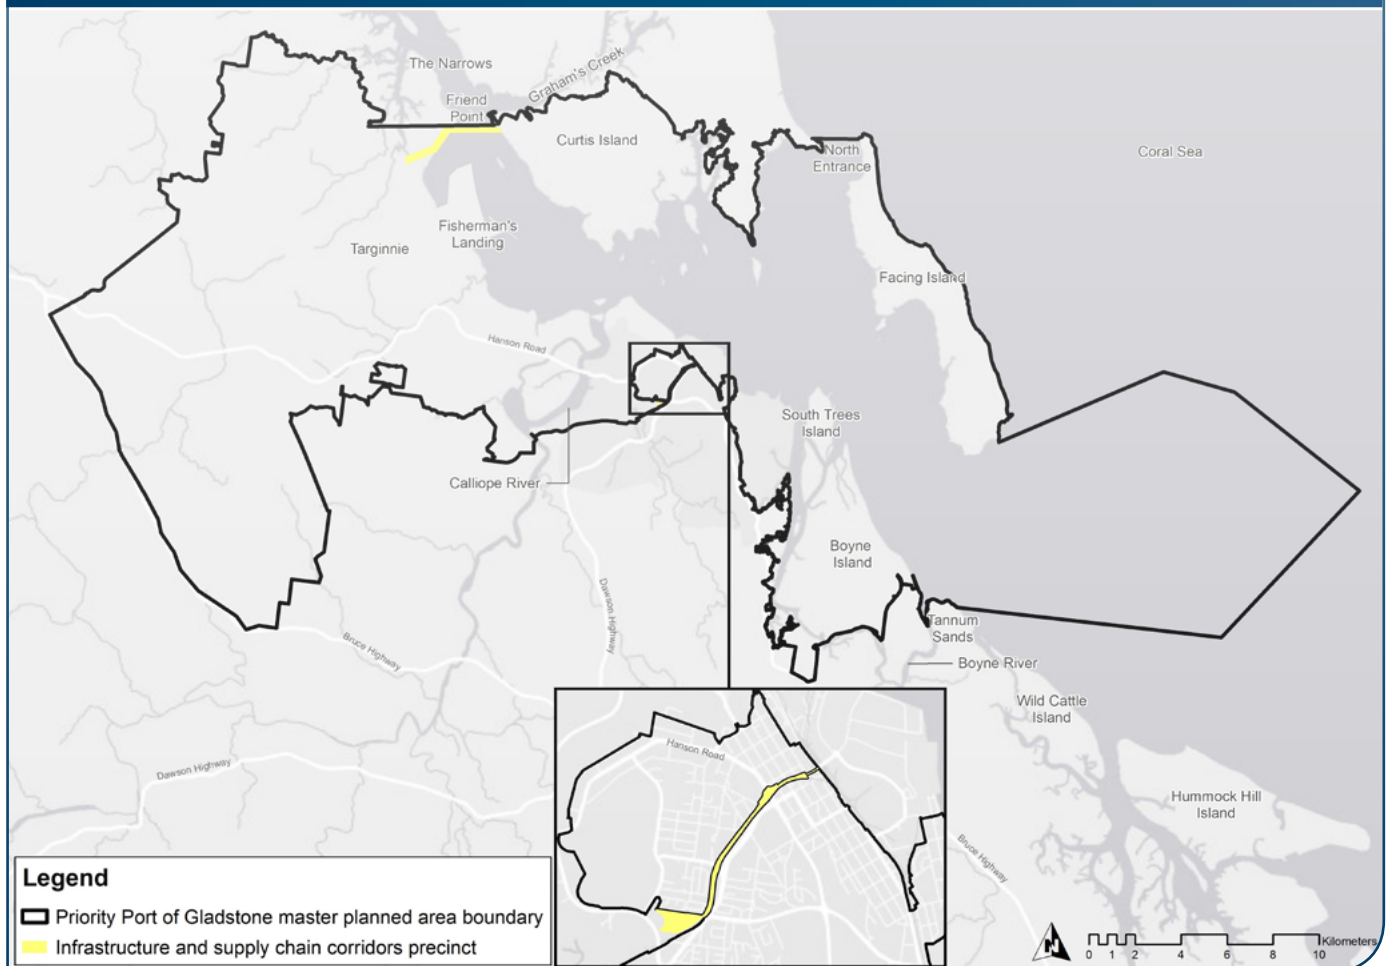 The Narrows
Graham's Creek
Friend
Point
Curtis Island
North
Entrance
Coral Sea
Fisherman's
Landing
Targinnie
Facing Island
Hanson Road
South Trees
Island
Calliope River
Boyne
Island
Dawson Highway
Tannum
Sands
Bruce Highway
Boyne River
Wild Cattle
Island
Hanson Road
Dawson Highway
Hummock Hill
Island
Bruce Highway
Legend
Priority Port of Gladstone master planned area boundary
Infrastructure and supply chain corridors precinct
N
0 1 2 4 6 8 10
Kilometers